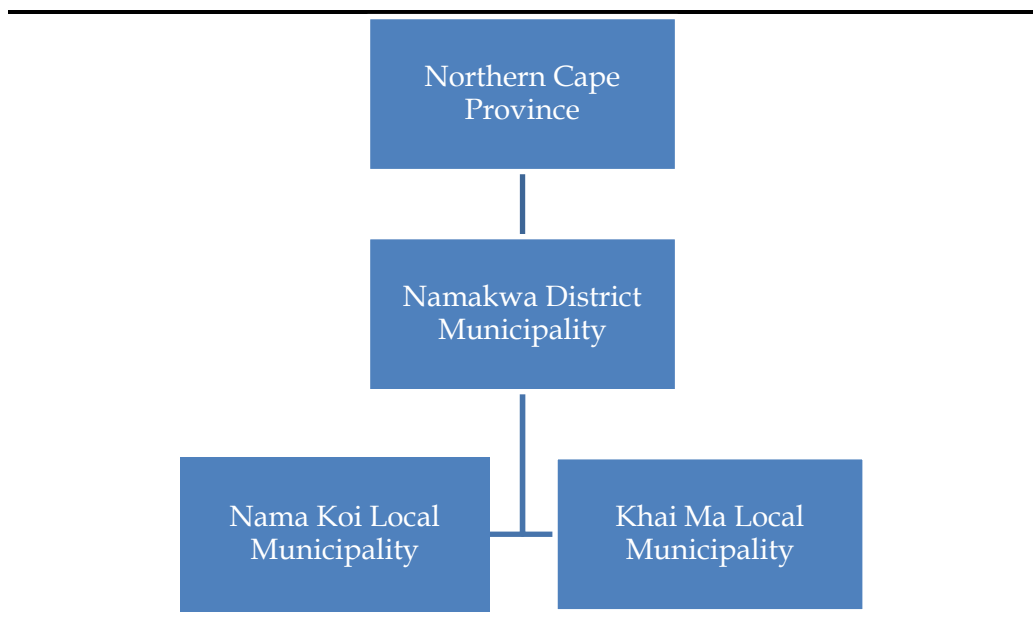 Northern Cape
Province
Namakwa District
Municipality
Nama Koi Local
Municipality
Khai Ma Local
Municipality